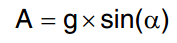 A = g×sin(α)